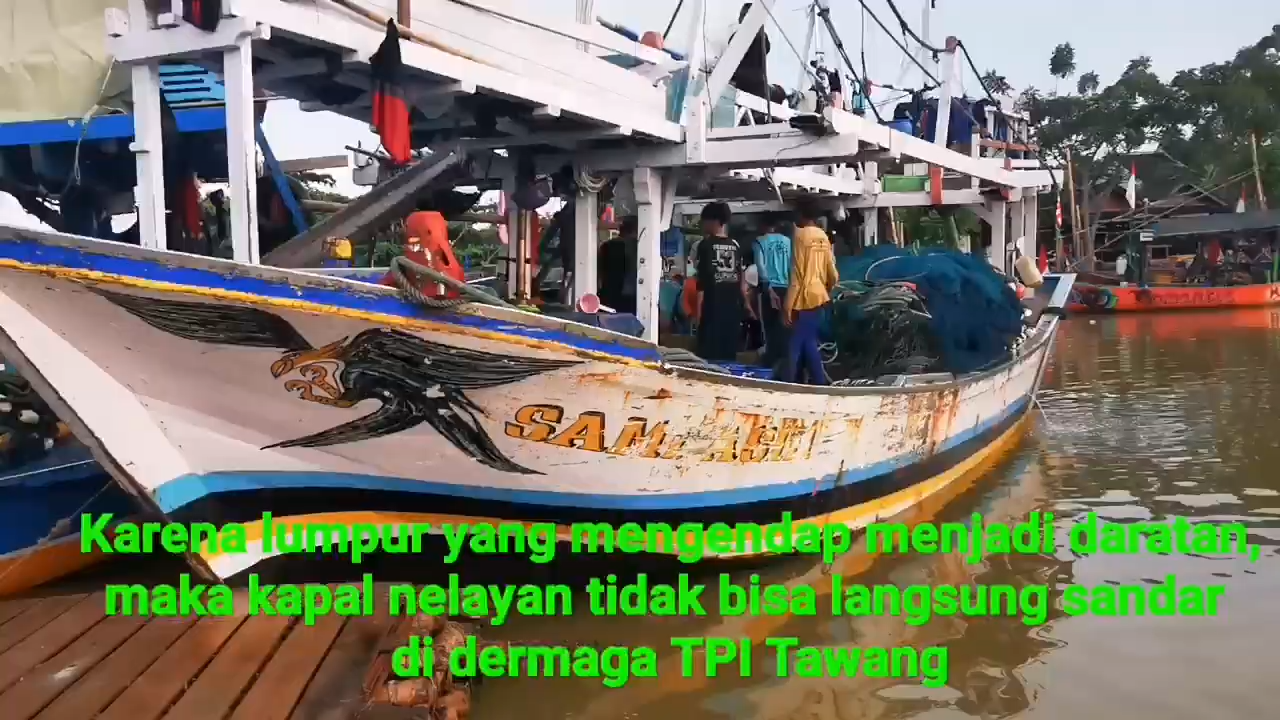 Karena lumpur yang mengendap menjadi daratan,
maka kapal nelayan tidak bisa langsung sandar
di dermaga TPI Tawang